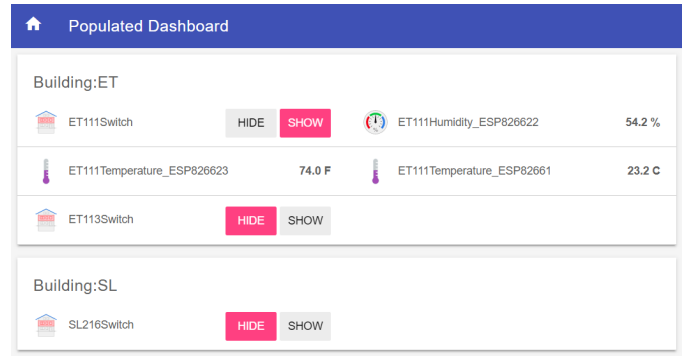 Populated Dashboard
Building:ET
ET111Switch HIDE SHOW ET111Humidity_ESP826622 54.2 %
ET111Temperature_ESP826623 74.0 F ET111Temperature_ESP82661 23.2 C
ET113Switch HIDE SHOW
Building:SL
SL216Switch HIDE SHOW